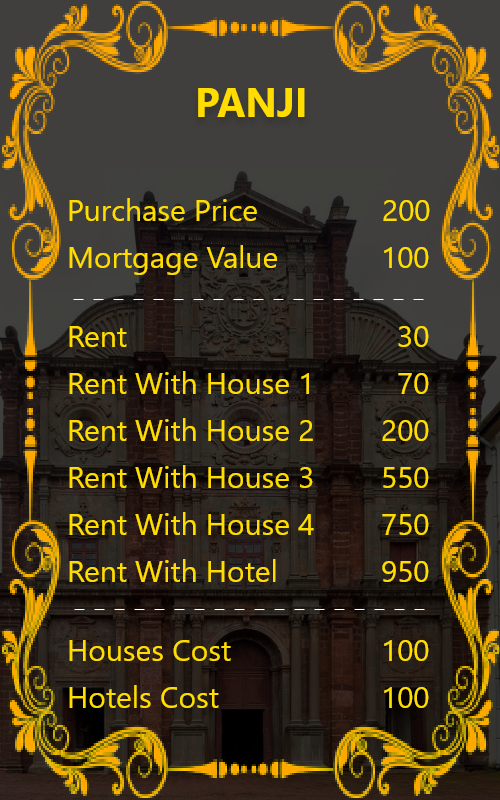 PANJI
Purchase Price 200
Mortgage Value 100
Rent 30
Rent With House 1 70
Rent With House 2 200
Rent With House 3 550
Rent With House 4 750
Rent With Hotel 950
Houses Cost 100
Hotels Cost 100